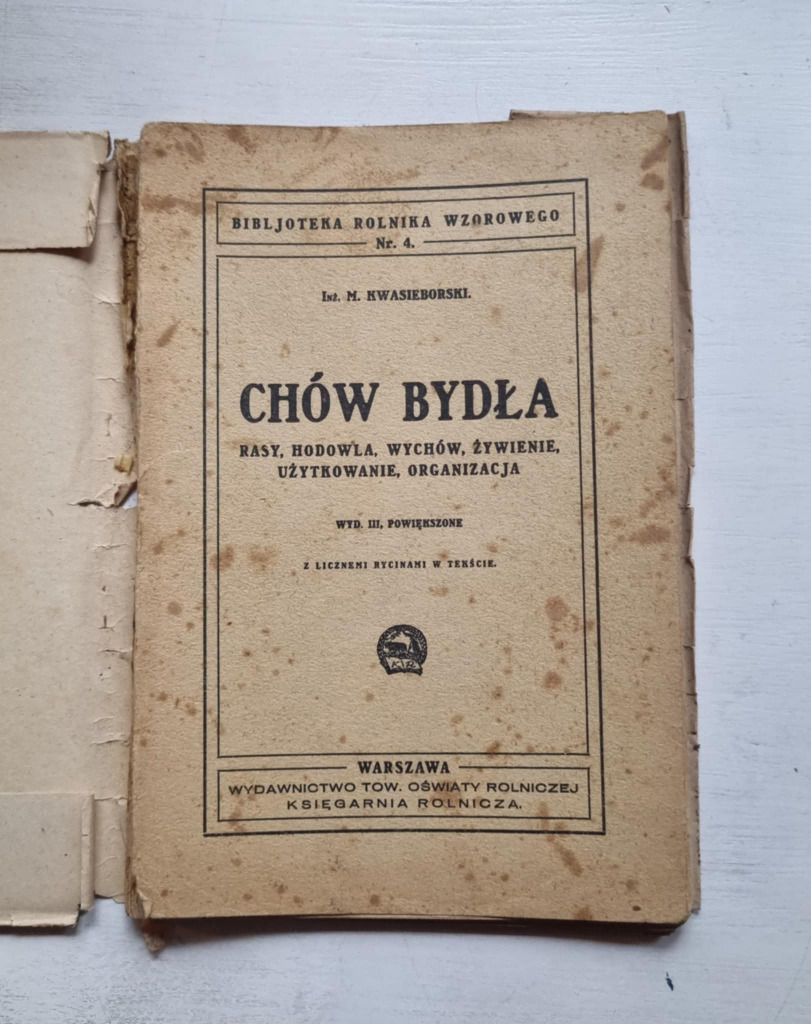 BIBLJOTEKA ROLNIKA WZOROWEGO
Nr. 4.
Inż. M. KWASIEBORSKI.
CHÓW BYDŁA
RASY, HODOWLA, WYCHÓW, ŻYWIENIE,
UŻYTKOWANIE, ORGANIZACJA
WYD. III, POWIĘKSZONE
Z LICZNEMI RYCINAMI W TEKŚCIE.
WARSZAWA
WYDAWNICTWO TOW. OŚWIATY ROLNICZEJ
KSIĘGARNIA ROLNICZA.